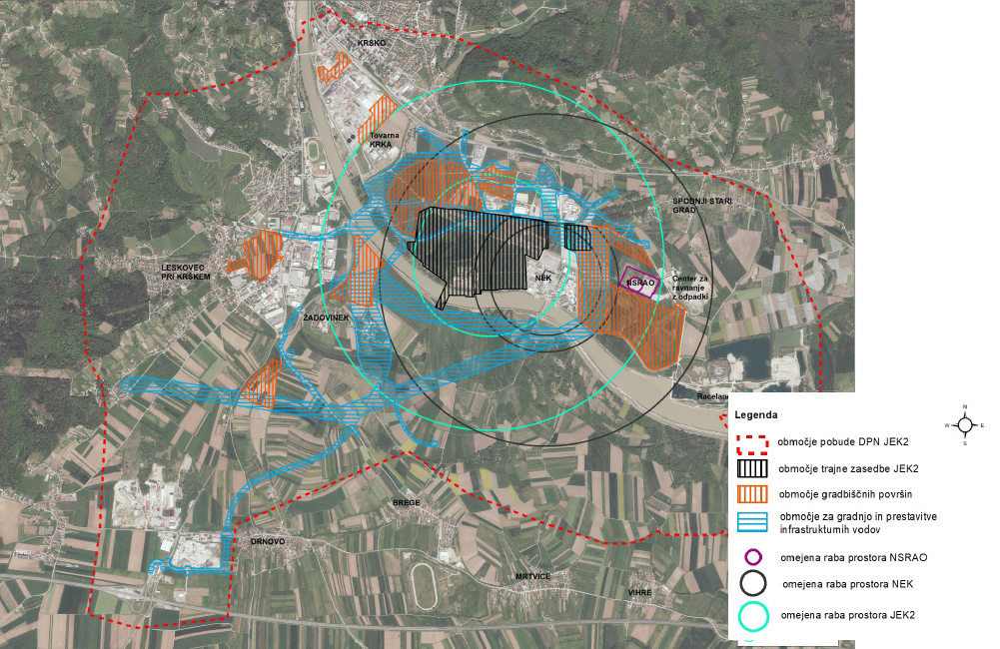 KRŠKO
Tovarna
KRKA
SPODNJI STARI
GRAD
LESKOVEC
PRI KRŠKEM
NEK
NSRAO
Center za
ravnanje
z odpadki
ŽADOVINEK
Raceland
BREGE
DRNOVO
MRTVICE
VIHRE
Legenda
območje pobude DPN JEK2
območje trajne zasedbe JEK2
območje gradbiščnih površin
območje za gradnjo in prestavitve
infrastrukturnih vodov
omejena raba prostora NSRAO
omejena raba prostora NEK
omejena raba prostora JEK2
N
W E
S